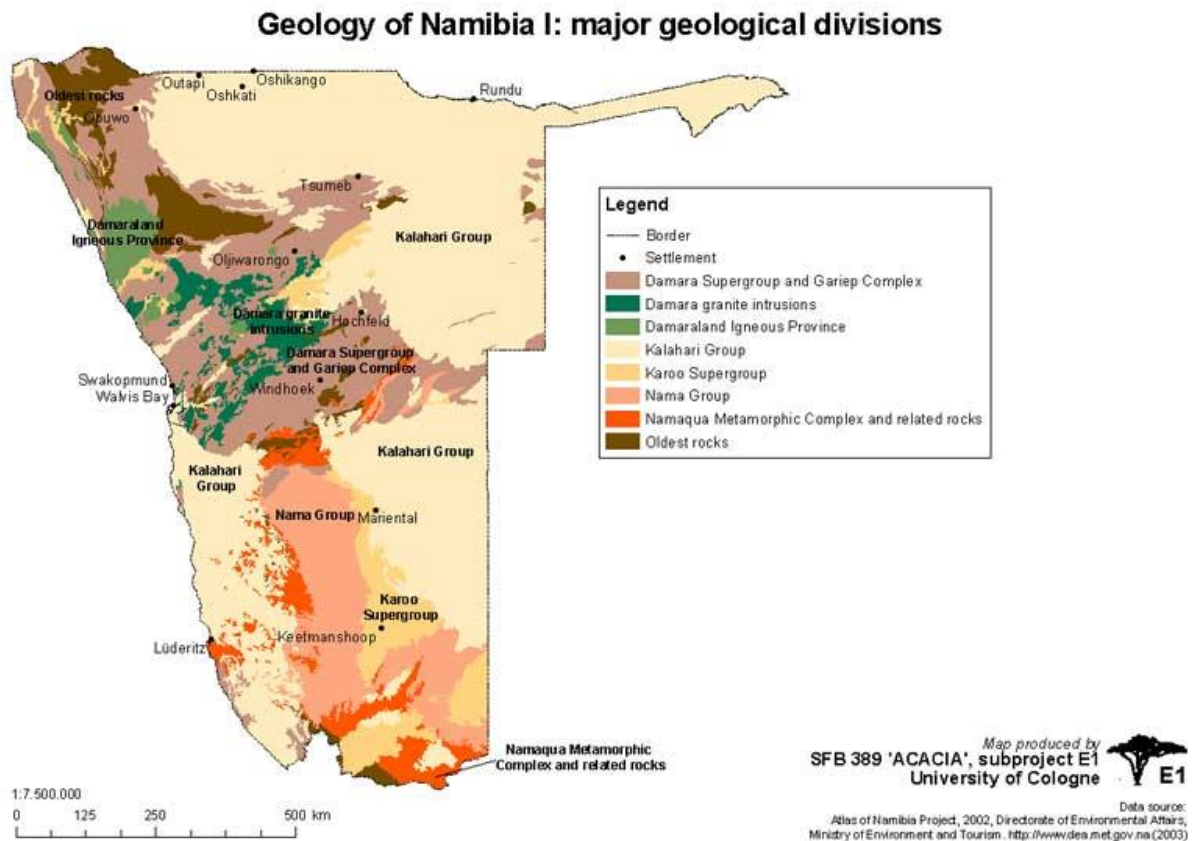 Geology of Namibia I: major geological divisions
Oshikango
Outapi
Oshkati
Rundu
Oldest rocks
Opuwo
Tsumeb
Damaraland
Igneous Province
Kalahari Group
Otjiwarongo
Damara granite
intrusions
Hochfeld
Damara Supergroup
and Gariep Complex
Swakopmund
Walvis Bay
Windhoek
Kalahari
Group
Kalahari Group
Nama Group
Mariental
Karoo
Supergroup
Keetmanshoop
Lüderitz
Namaqua Metamorphic
Complex and related rocks
Legend
Border
Settlement
Damara Supergroup and Gariep Complex
Damara granite intrusions
Damaraland Igneous Province
Kalahari Group
Karoo Supergroup
Nama Group
Namaqua Metamorphic Complex and related rocks
Oldest rocks
1:7.500.000
0 125 250 500 km
Map produced by
SFB 389 'ACACIA', subproject E1
University of Cologne
E1
Data source:
Atlas of Namibia Project, 2002, Directorate of Environmental Affairs,
Ministry of Environment and Tourism. http://www.dea.met.gov.na (2003)